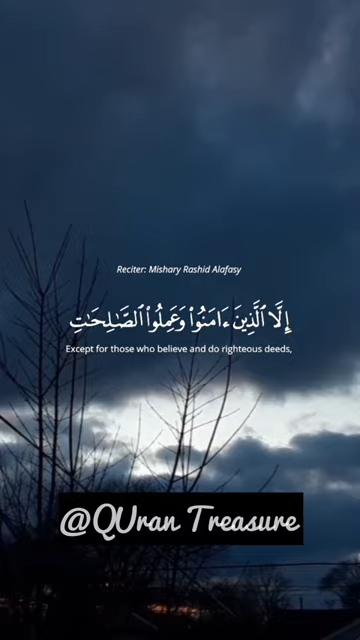 Reciter: Mishary Rashid Alafasy
إِلَّا ٱلَّذِينَ ءَامَنُوا۟ وَعَمِلُوا۟ ٱلصَّـٰلِحَـٰتِ
Except for those who believe and do righteous deeds,
@QUran Treasure